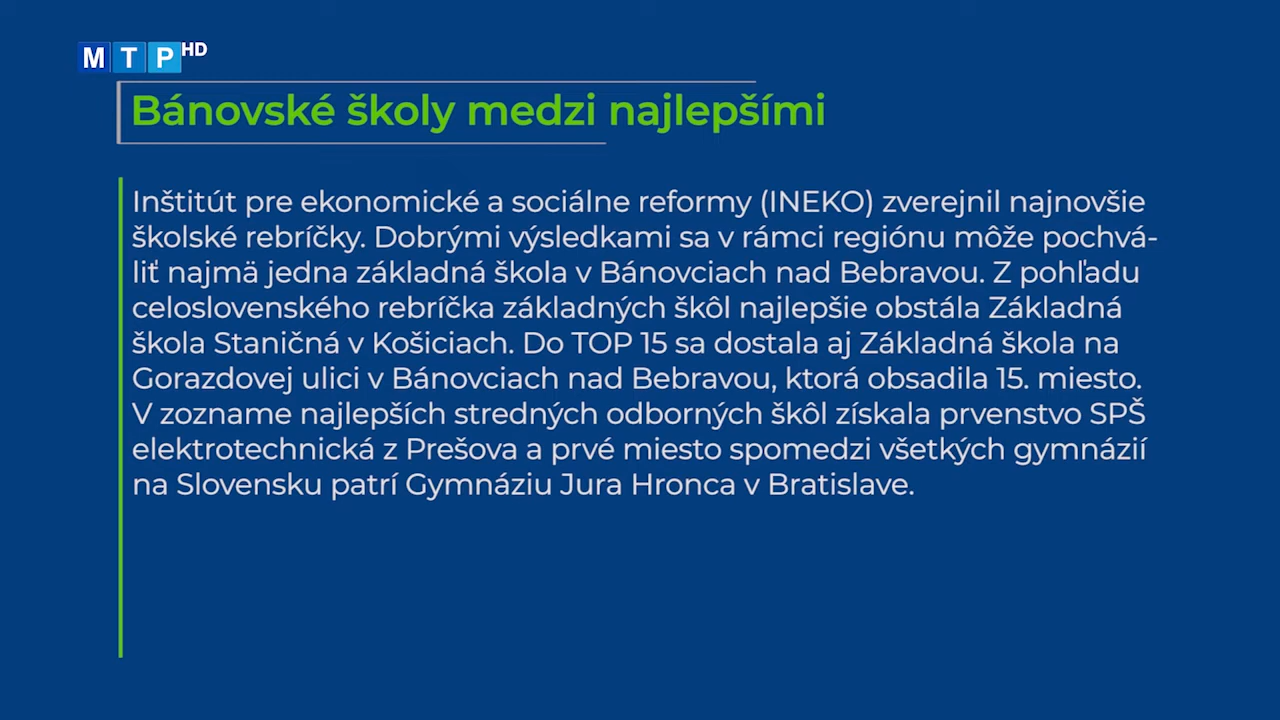 MTP HD
Bánovské školy medzi najlepšími
Inštitút pre ekonomické a sociálne reformy (INEKO) zverejnil najnovšie
školské rebríčky. Dobrými výsledkami sa v rámci regiónu môže pochvá-
liť najmä jedna základná škola v Bánovciach nad Bebravou. Z pohľadu
celoslovenského rebríčka základných škôl najlepšie obstála Základná
škola Staničná v Košiciach. Do TOP 15 sa dostala aj Základná škola na
Gorazdovej ulici v Bánovciach nad Bebravou, ktorá obsadila 15. miesto.
V zozname najlepších stredných odborných škôl získala prvenstvo SPŠ
elektrotechnická z Prešova a prvé miesto spomedzi všetkých gymnázií
na Slovensku patrí Gymnáziu Jura Hronca v Bratislave.